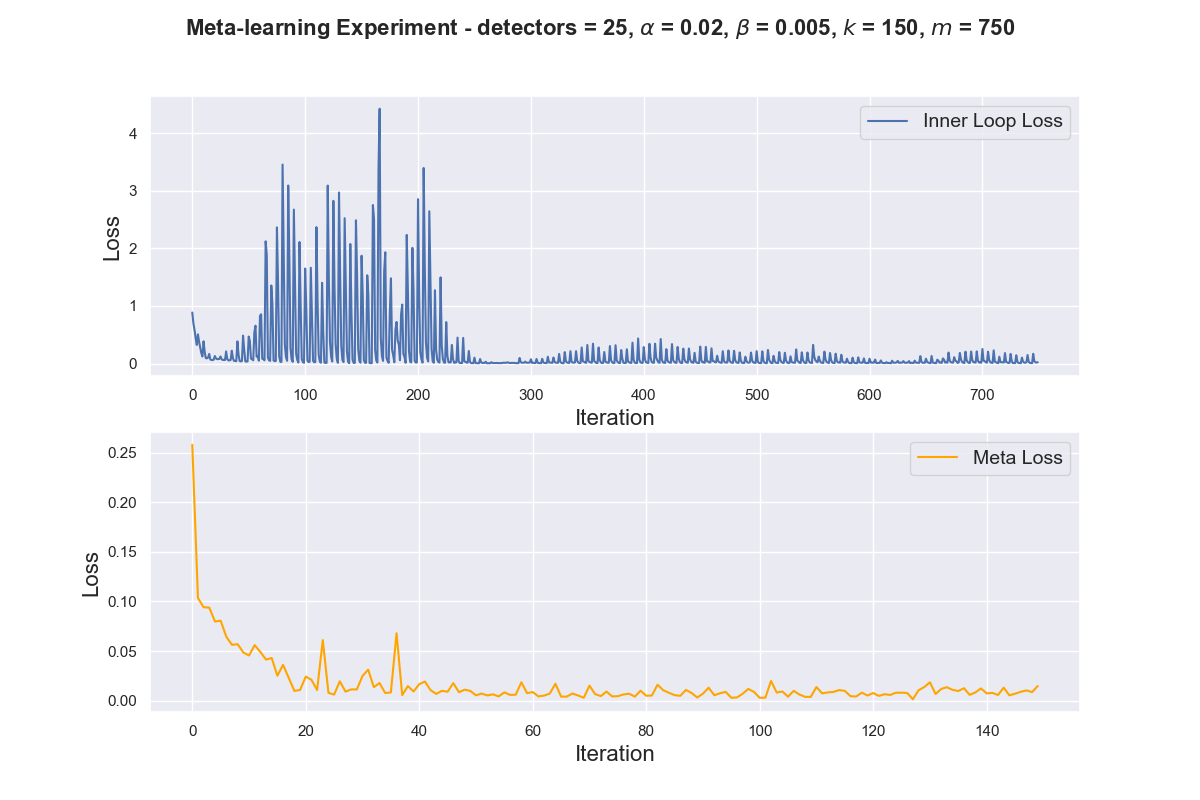 Meta-learning Experiment - detectors = 25, α = 0.02, β = 0.005, k = 150, m = 750
Inner Loop Loss
Loss
4
3
2
1
0
0 100 200 300 400 500 600 700
Iteration
Meta Loss
Loss
0.25
0.20
0.15
0.10
0.05
0.00
0 20 40 60 80 100 120 140
Iteration